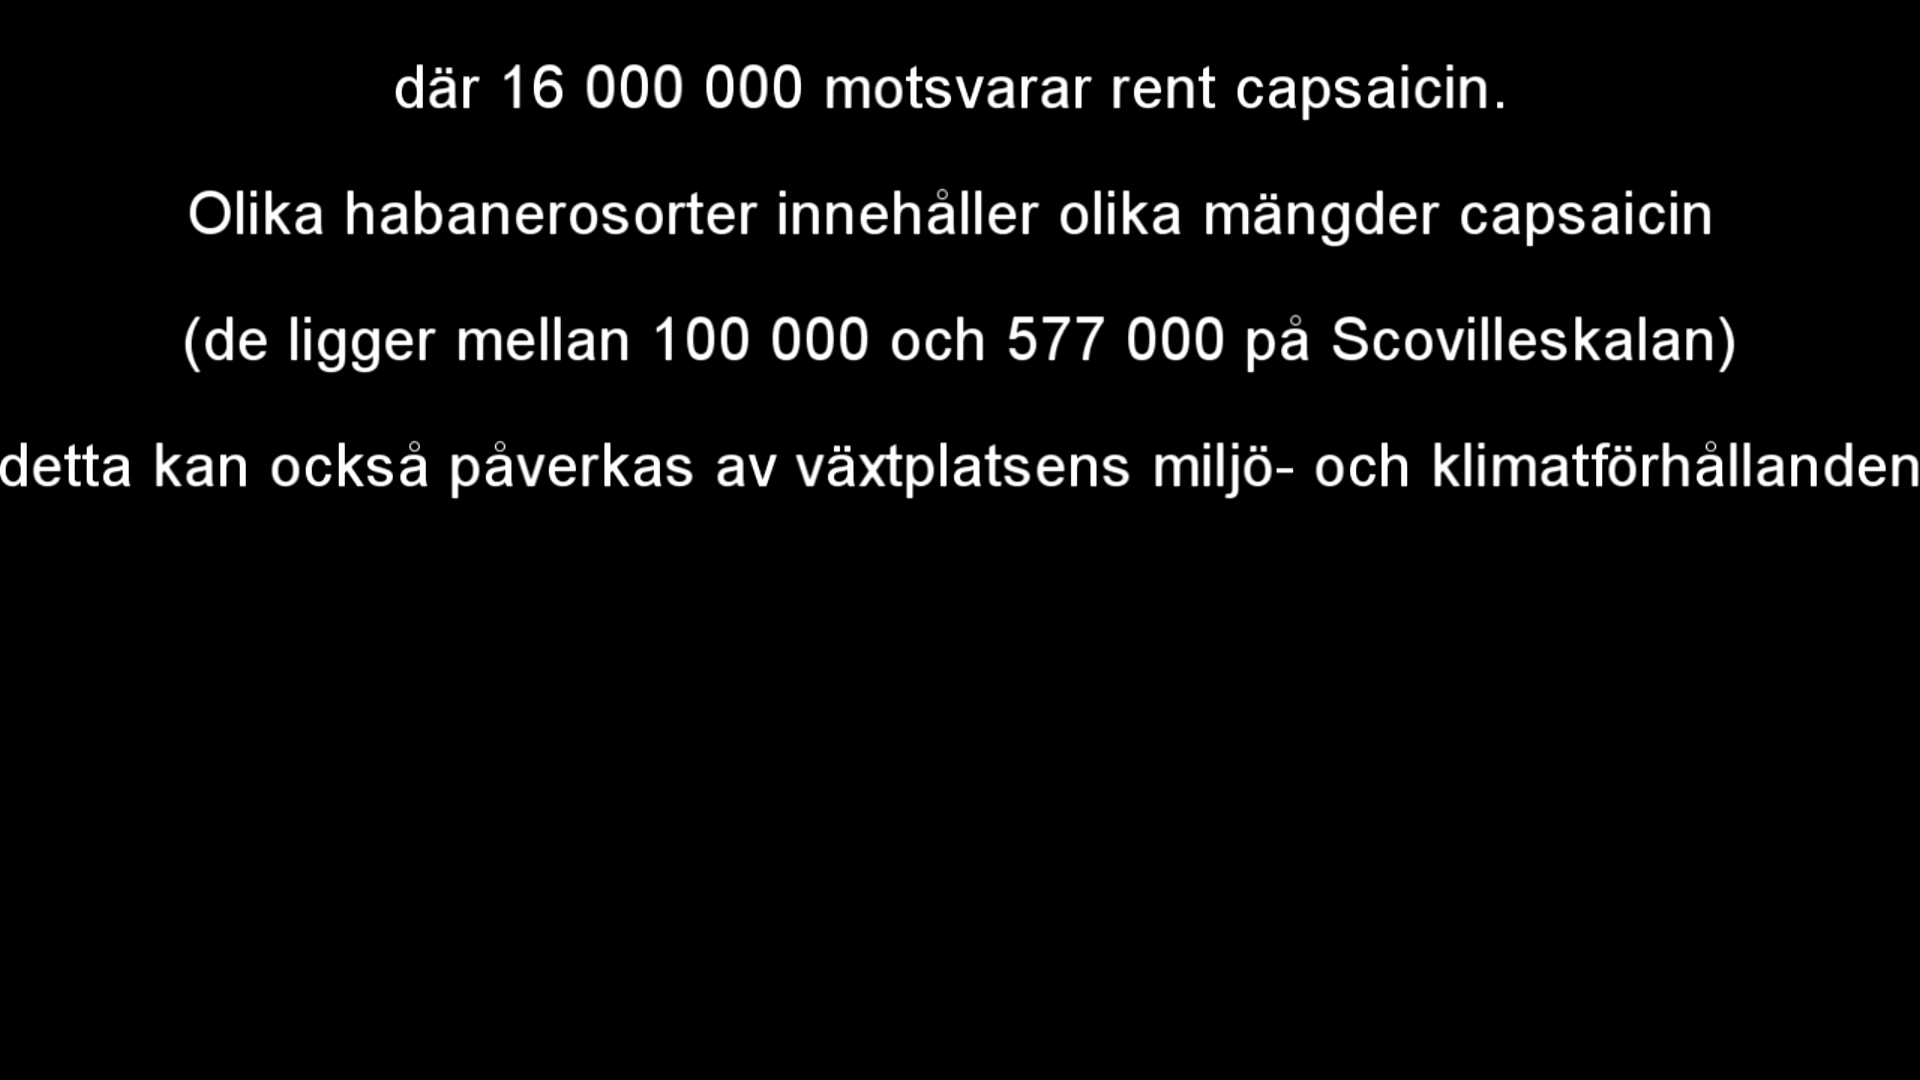 där 16 000 000 motsvarar rent capsaicin.
Olika habanerosorter innehåller olika mängder capsaicin
(de ligger mellan 100 000 och 577 000 på Scovilleskalan)
detta kan också påverkas av växtplatsens miljö- och klimatförhållanden